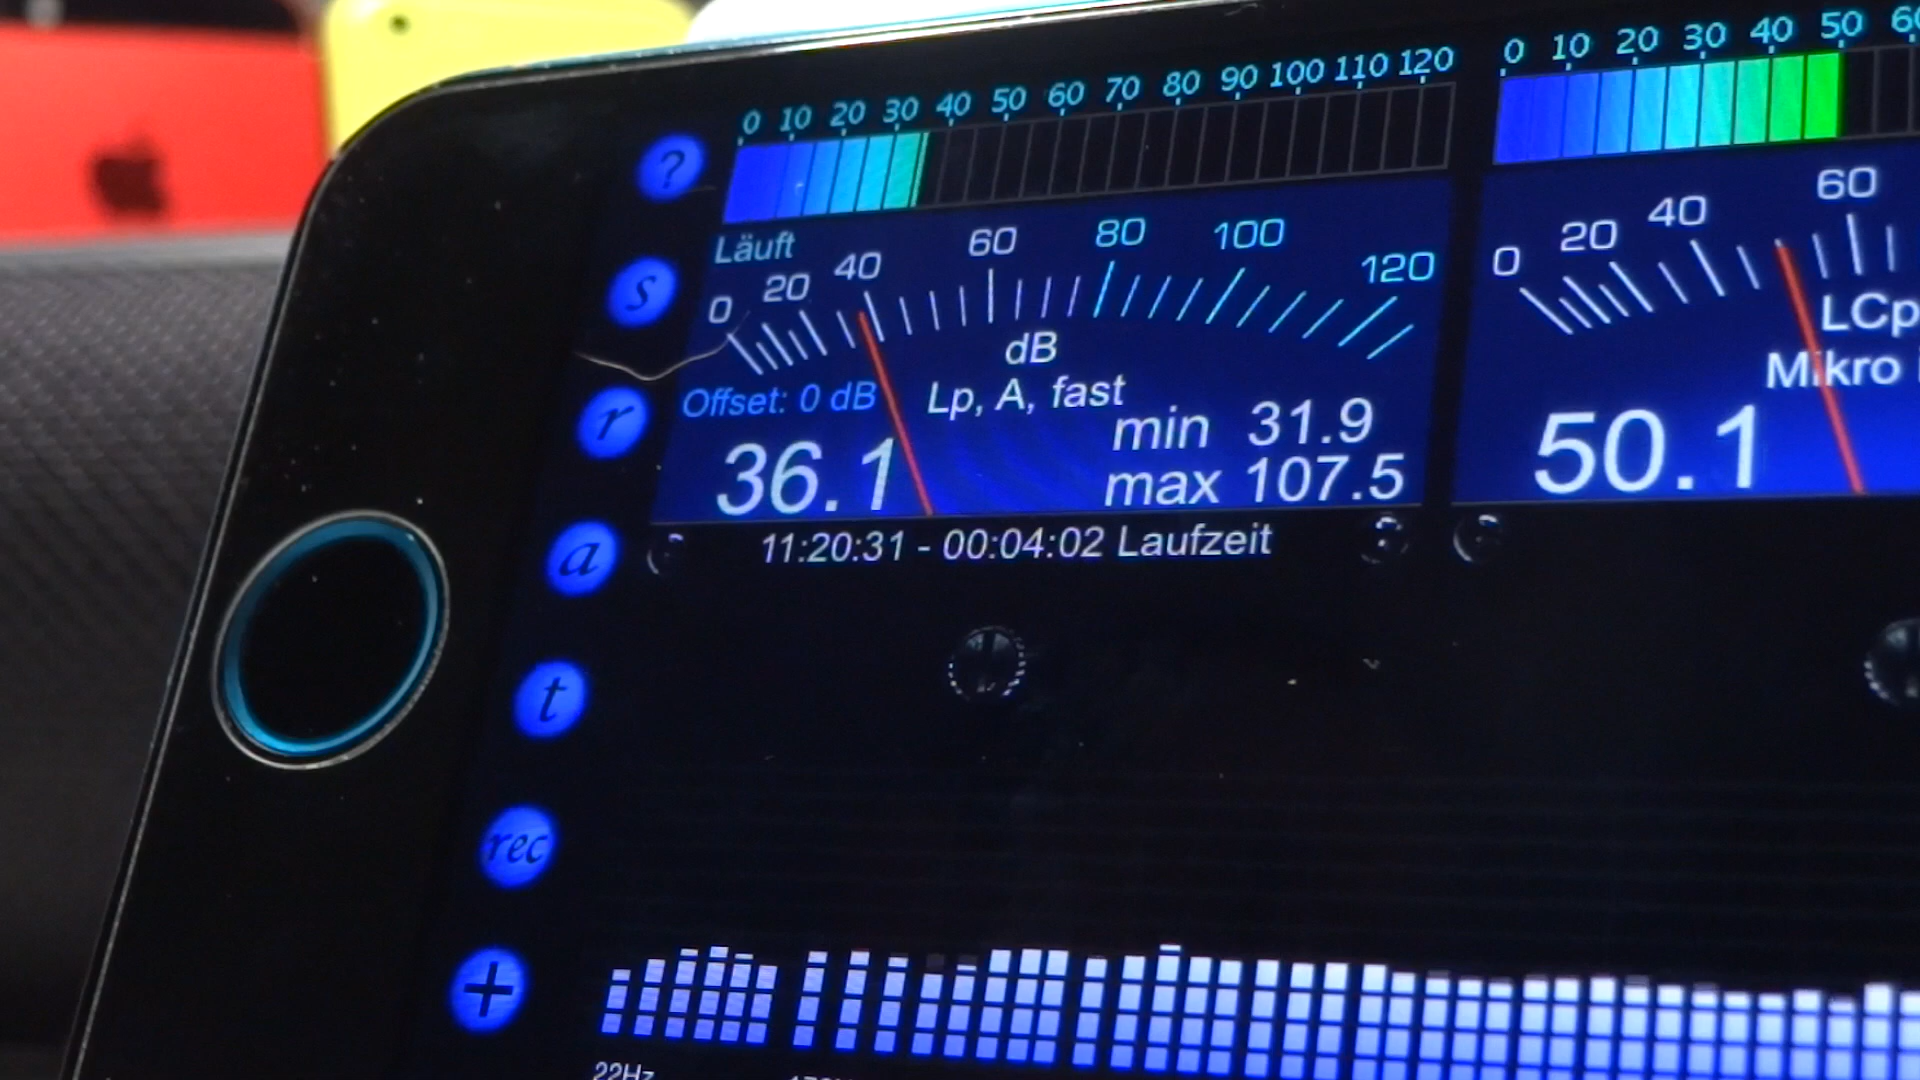 0 10 20 30 40 50 60 70 80 90 100 110 120
0 10 20 30 40 50
?
Läuft
0 20 40 60 80 100 120
0 20 40 60
s
dB
LCp
Offset: 0 dB
Lp, A, fast
Mikro
r
36.1
min 31.9
max 107.5
50.1
a
11:20:31 - 00:04:02 Laufzeit
t
rec
+
22Hz